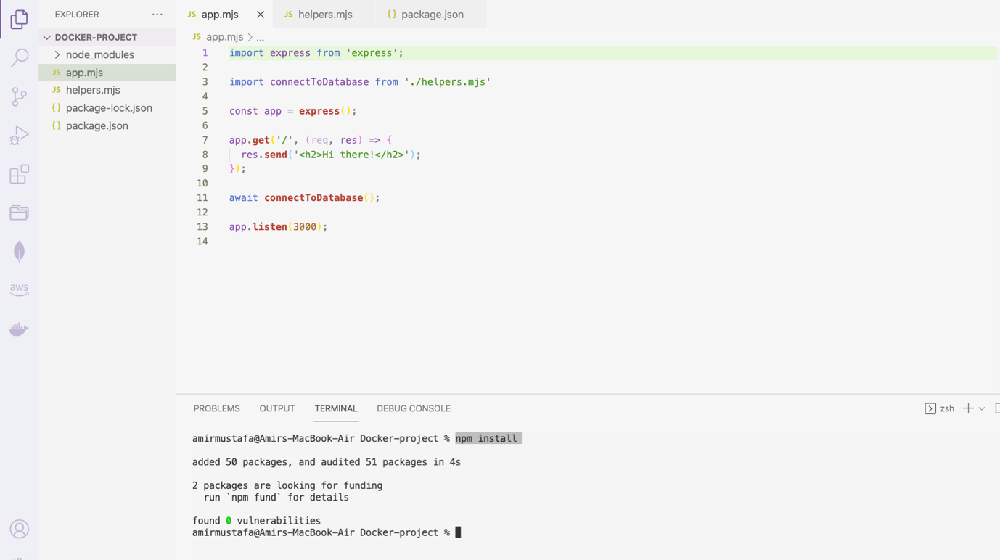 EXPLORER ...
JS app.mjs
JS helpers.mjs
{} package.json
DOCKER-PROJECT
JS app.mjs > ...
node_modules
JS app.mjs
JS helpers.mjs
{} package-lock.json
{} package.json
aws
1 import express from 'express';
2
3 import connectToDatabase from './helpers.mjs'
4
5 const app = express();
6
7 app.get('/', (req, res) => {
8 res.send('<h2>Hi there!</h2>');
9 });
10
11 await connectToDatabase();
12
13 app.listen(3000);
14
PROBLEMS OUTPUT TERMINAL DEBUG CONSOLE
zsh
amirmustafa@Amirs-MacBook-Air Docker-project % npm install
added 50 packages, and audited 51 packages in 4s
2 packages are looking for funding
run `npm fund` for details
found 0 vulnerabilities
amirmustafa@Amirs-MacBook-Air Docker-project %